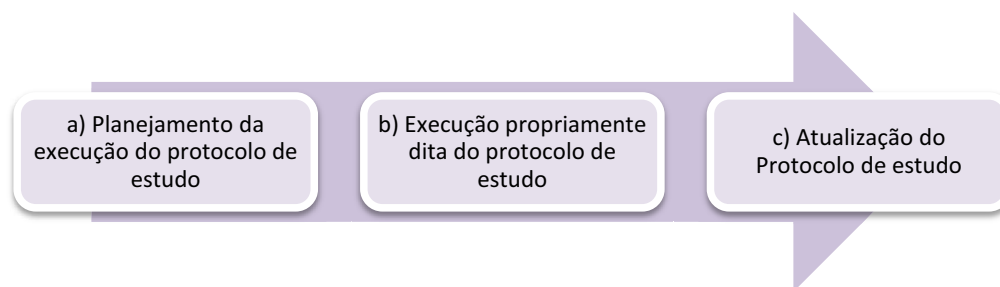 a) Planejamento da
execução do protocolo de
estudo
b) Execução propriamente
dita do protocolo de
estudo
c) Atualização do
Protocolo de estudo